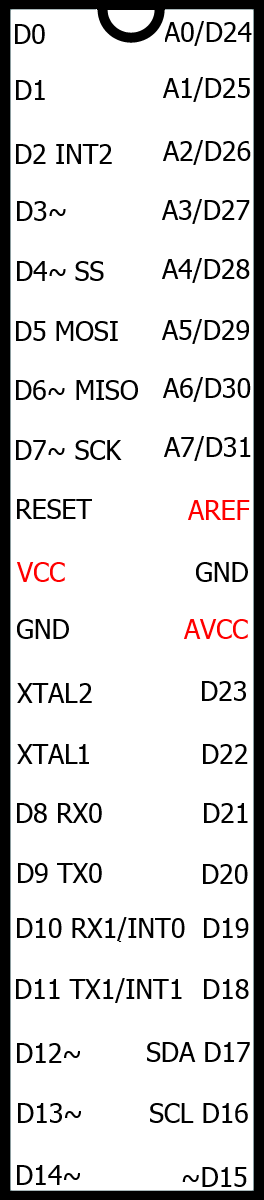 D0 A0/D24
D1 A1/D25
D2 INT2 A2/D26
D3~ A3/D27
D4~ SS A4/D28
D5 MOSI A5/D29
D6~ MISO A6/D30
D7~ SCK A7/D31
RESET AREF
VCC GND
GND AVCC
XTAL2 D23
XTAL1 D22
D8 RX0 D21
D9 TX0 D20
D10 RX1/INT0 D19
D11 TX1/INT1 D18
D12~ SDA D17
D13~ SCL D16
D14~ ~D15